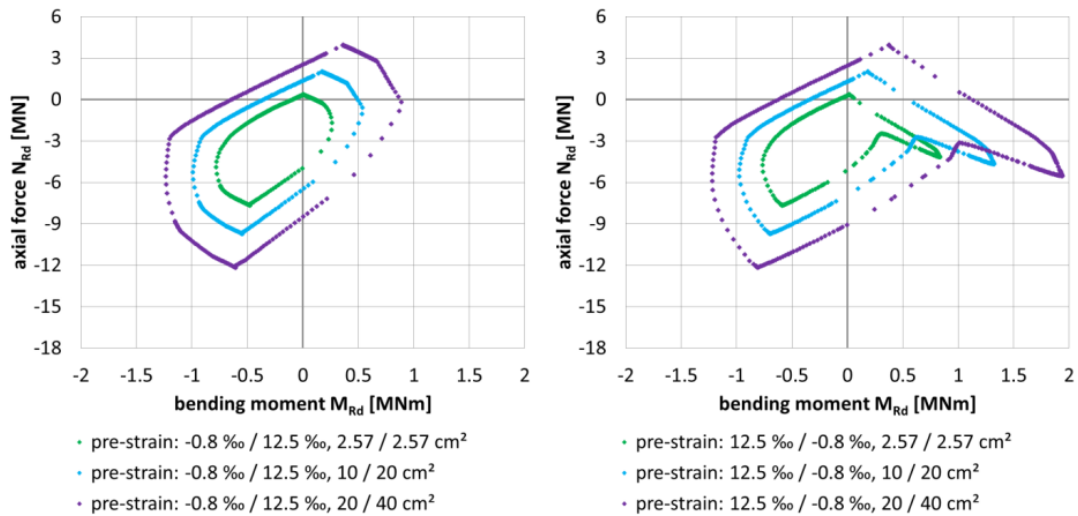 6
3
0
-3
-6
-9
-12
-15
-18
axial force N_Rd [MN]
-2 -1.5 -1 -0.5 0 0.5 1 1.5 2
bending moment M_Rd [MNm]
pre-strain: -0.8 ‰ / 12.5 ‰, 2.57 / 2.57 cm²
pre-strain: -0.8 ‰ / 12.5 ‰, 10 / 20 cm²
pre-strain: -0.8 ‰ / 12.5 ‰, 20 / 40 cm²
6
3
0
-3
-6
-9
-12
-15
-18
axial force N_Rd [MN]
-2 -1.5 -1 -0.5 0 0.5 1 1.5 2
bending moment M_Rd [MNm]
pre-strain: 12.5 ‰ / -0.8 ‰, 2.57 / 2.57 cm²
pre-strain: 12.5 ‰ / -0.8 ‰, 10 / 20 cm²
pre-strain: 12.5 ‰ / -0.8 ‰, 20 / 40 cm²